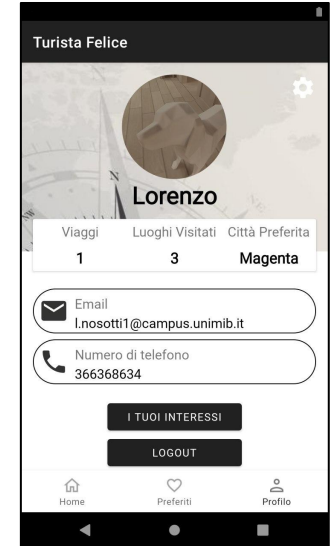 Turista Felice
N
Lorenzo
Viaggi Luoghi Visitati Città Preferita
1 3 Magenta
Email
l.nosotti1@campus.unimib.it
Numero di telefono
366368634
I TUOI INTERESSI
LOGOUT
Home Preferiti Profilo